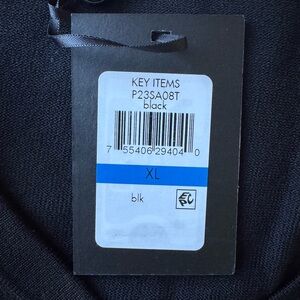 KEY ITEMS
P23SA08T
black
7 55406 29404 0
XL
blk